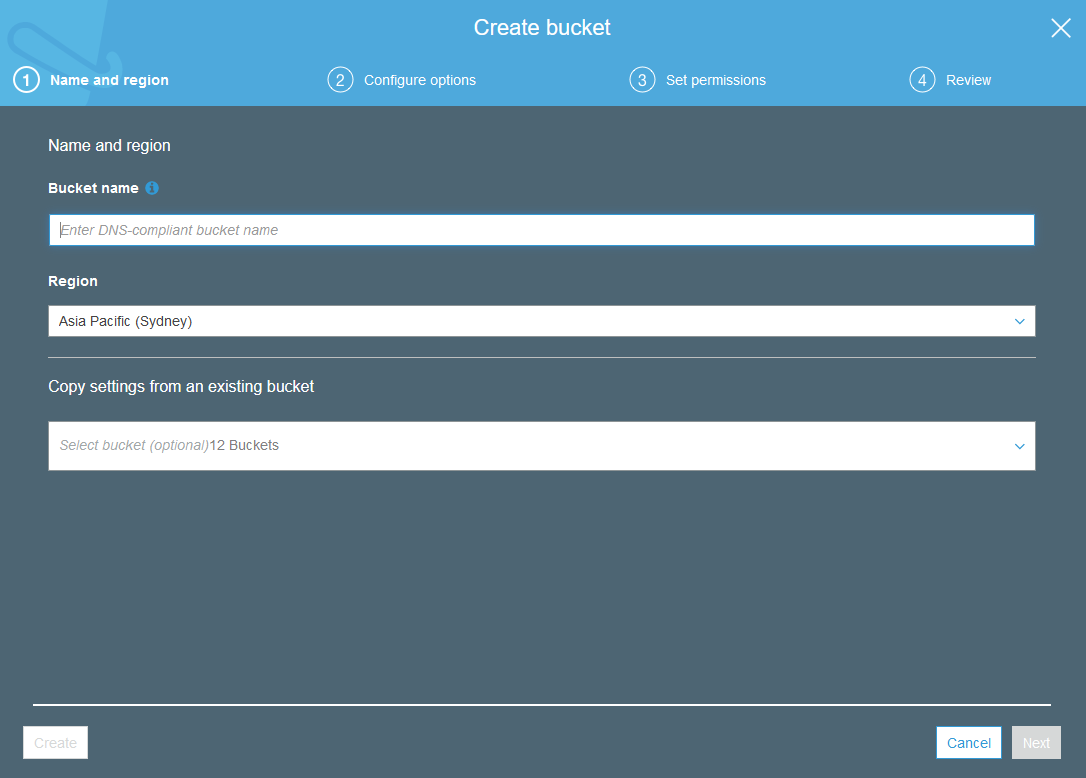 Create bucket
1 Name and region
2 Configure options
3 Set permissions
4 Review
Name and region
Bucket name
Enter DNS-compliant bucket name
Region
Asia Pacific (Sydney)
Copy settings from an existing bucket
Select bucket (optional)12 Buckets
Create
Cancel
Next